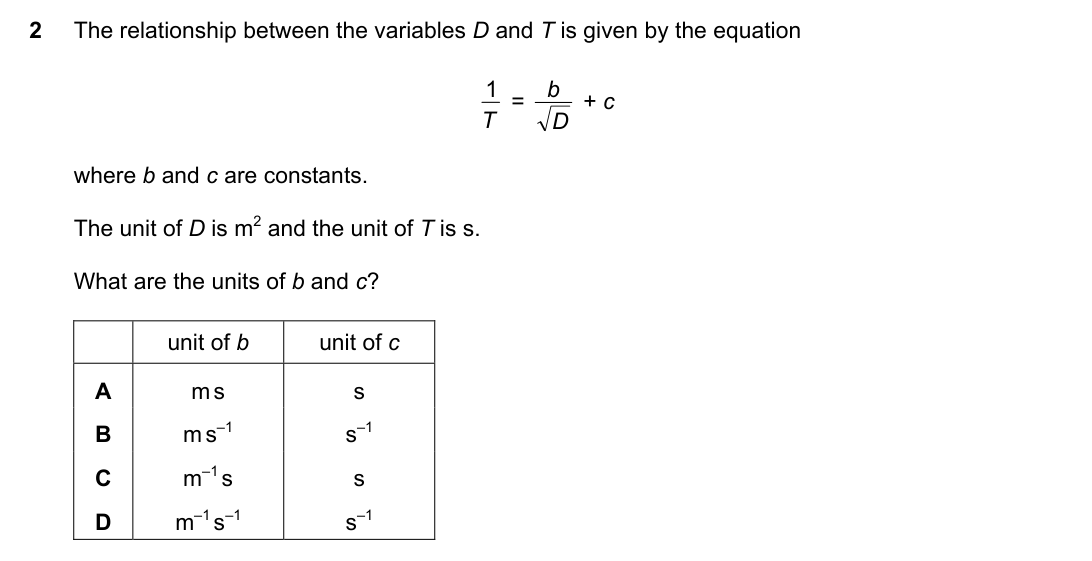 2 The relationship between the variables D and T is given by the equation
1/T = b/√D + c
where b and c are constants.
The unit of D is m² and the unit of T is s.
What are the units of b and c?
unit of b unit of c
A m s s
B m s⁻¹ s⁻¹
C m⁻¹ s s
D m⁻¹ s⁻¹ s⁻¹